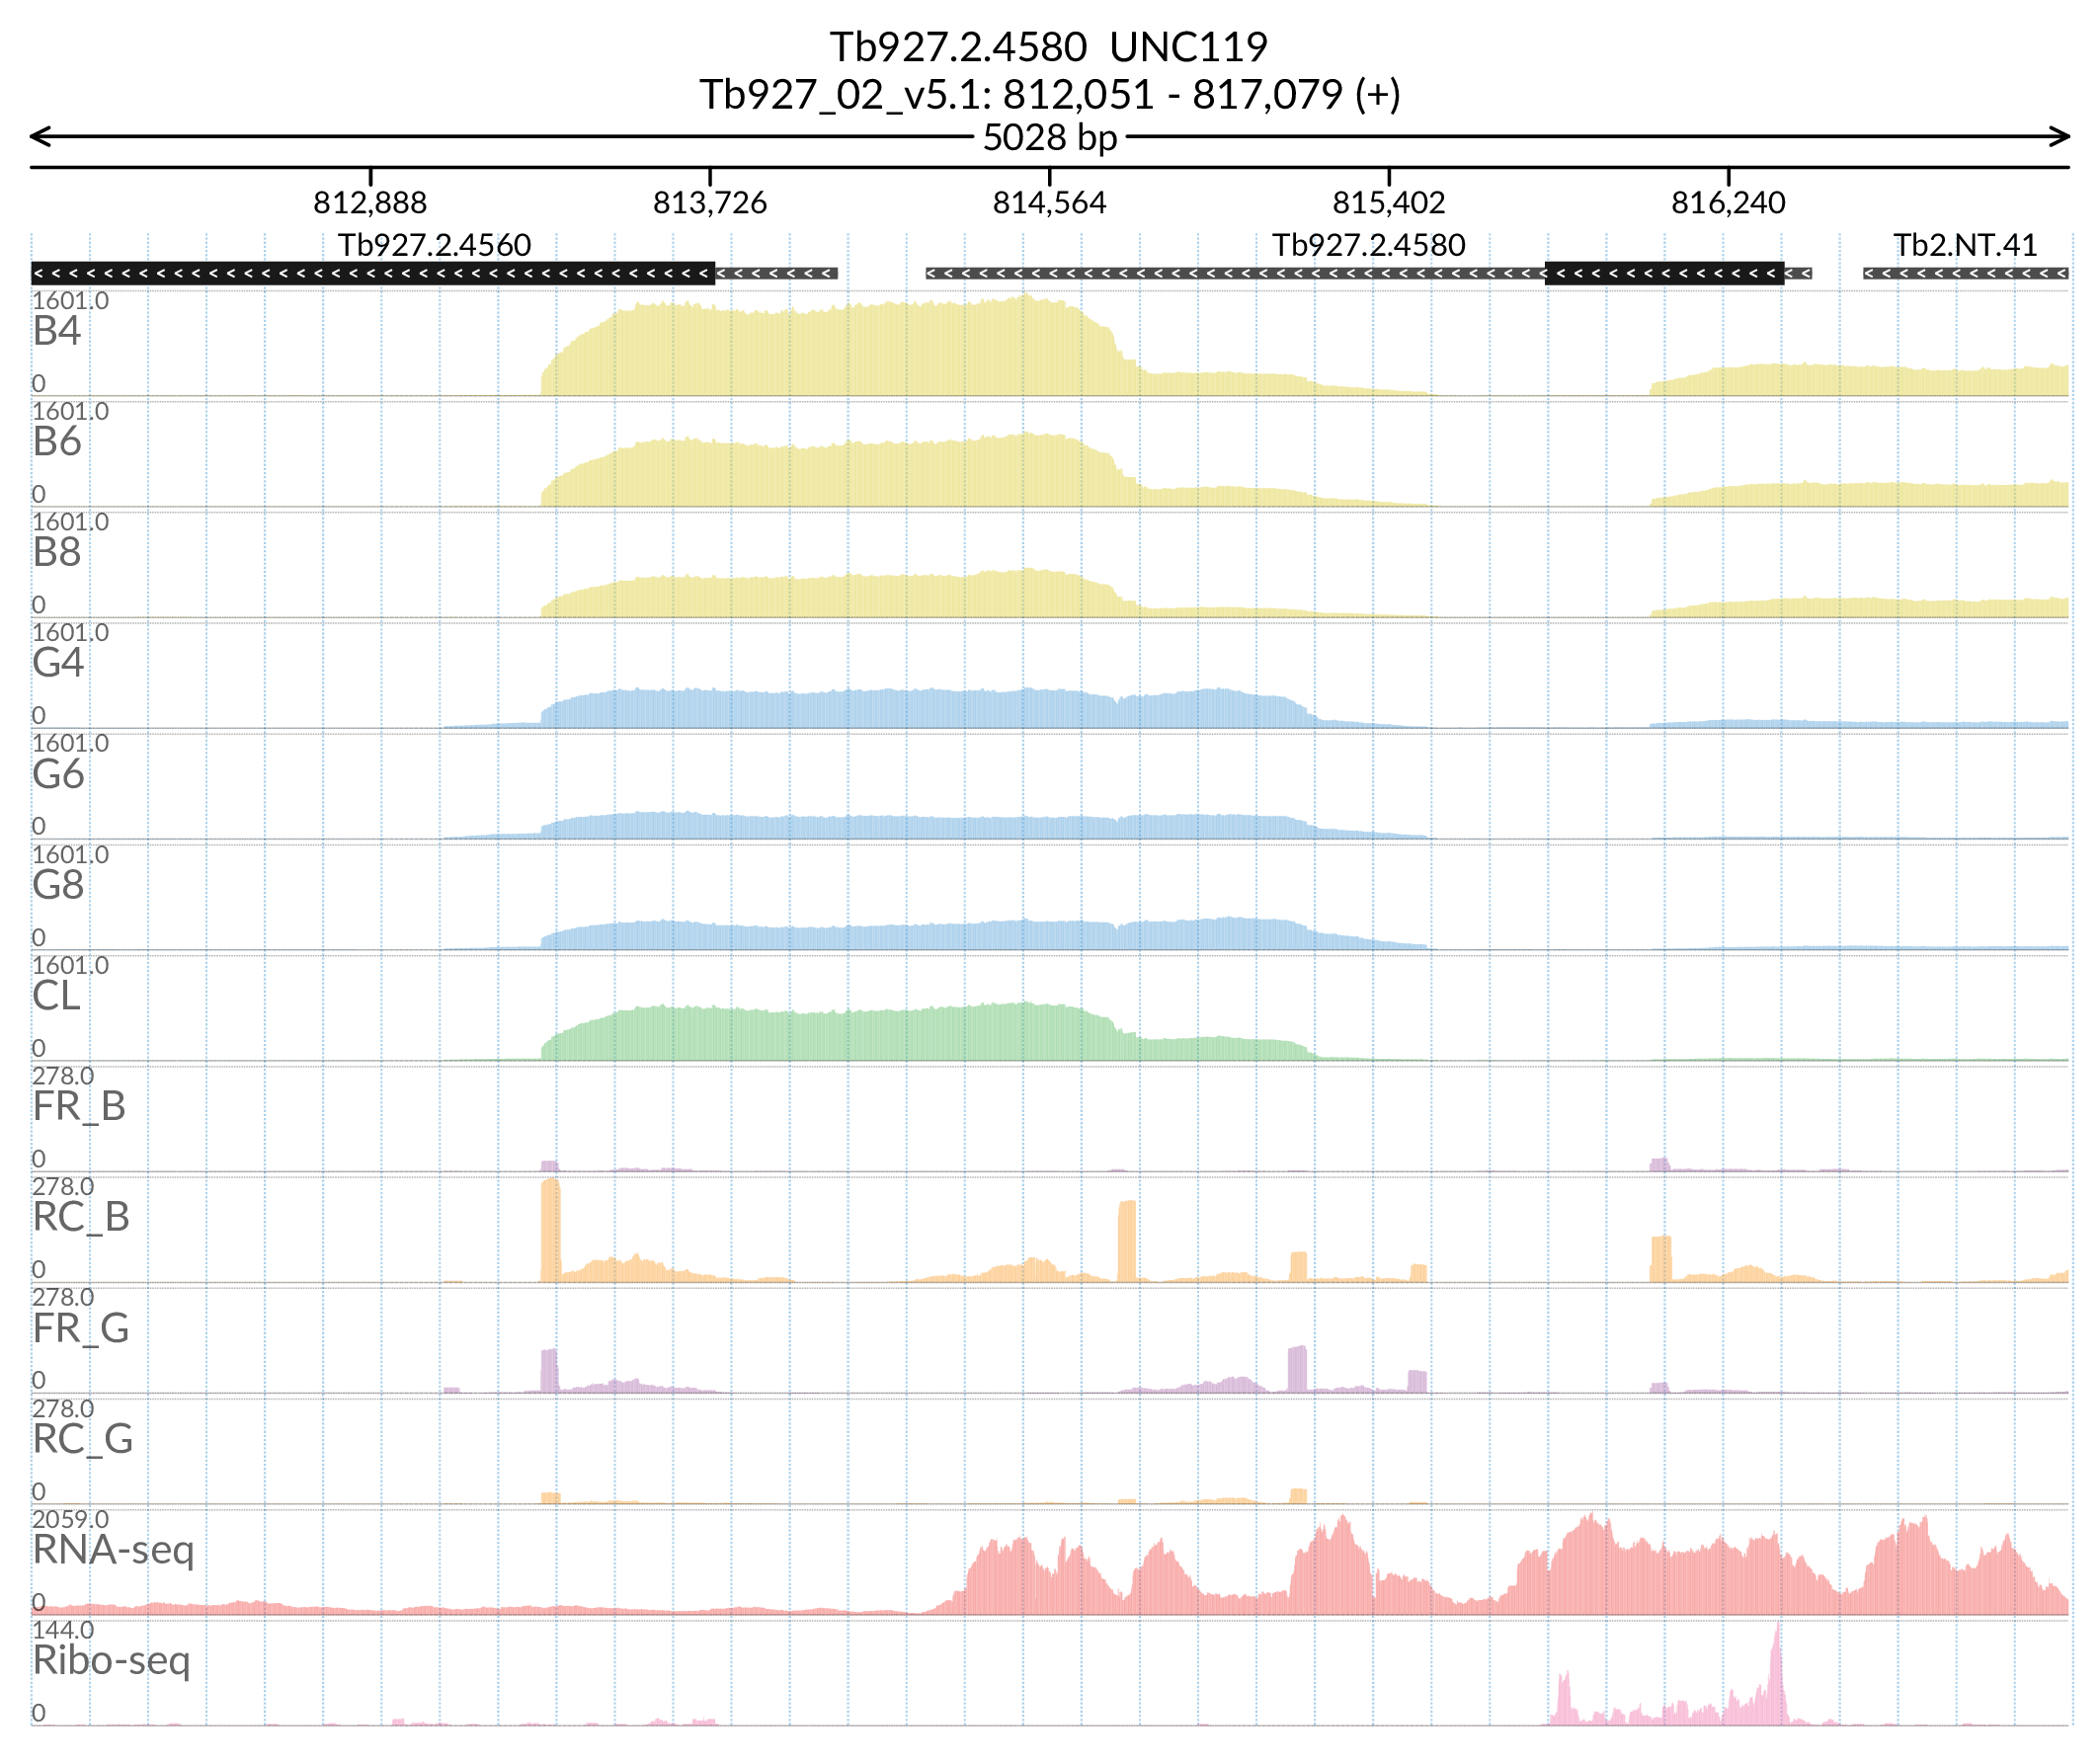 Tb927.2.4580 UNC119
Tb927_02_v5.1: 812,051 - 817,079 (+)
5028 bp
812,888 813,726 814,564 815,402 816,240
Tb927.2.4560 Tb927.2.4580 Tb2.NT.41
1601.0
B4
0
1601.0
B6
0
1601.0
B8
0
1601.0
G4
0
1601.0
G6
0
1601.0
G8
0
1601.0
CL
0
278.0
FR_B
0
278.0
RC_B
0
278.0
FR_G
0
278.0
RC_G
0
2059.0
RNA-seq
0
144.0
Ribo-seq
0